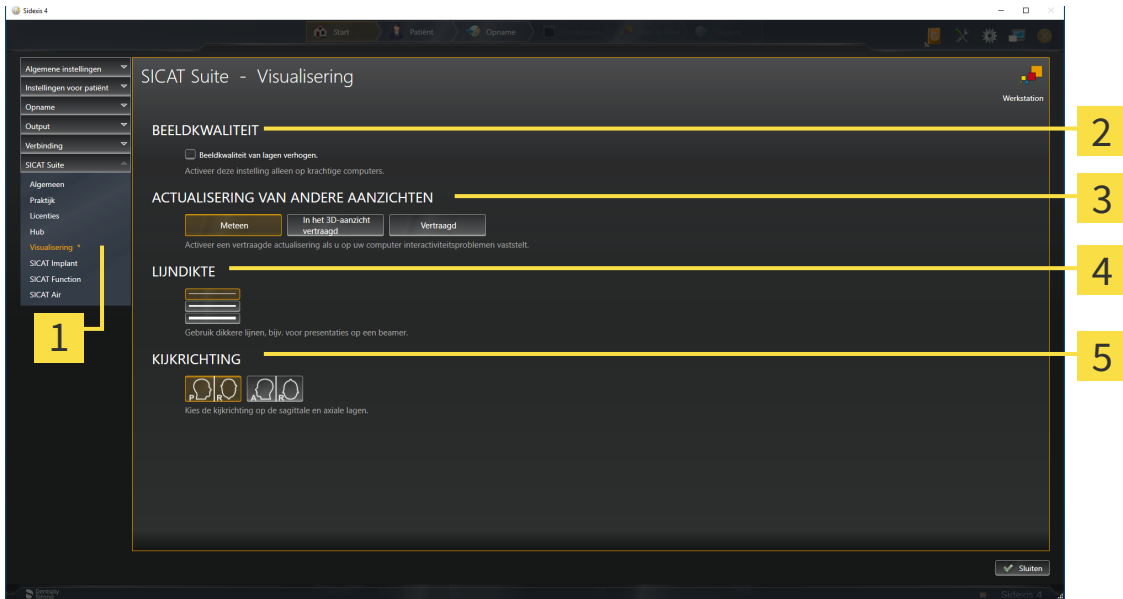 Sidexis 4
Start
Patiënt
Opname
Algemene instellingen
Instellingen voor patiënt
Opname
Output
Verbinding
SICAT Suite
Algemeen
Praktijk
Licenties
Hub
Visualisering *
SICAT Implant
SICAT Function
SICAT Air
1
SICAT Suite - Visualisering
Werkstation
BEELDKWALITEIT
2
Beeldkwaliteit van lagen verhogen.
Activeer deze instelling alleen op krachtige computers.
ACTUALISERING VAN ANDERE AANZICHTEN
3
Meteen
In het 3D-aanzicht
vertraagd
Vertraagd
Activeer een vertraagde actualisering als u op uw computer interactiviteitsproblemen vaststelt.
LIJNDIKTE
4
Gebruik dikkere lijnen, bijv. voor presentaties op een beamer.
KIJKRICHTING
5
P R
A R
Kies de kijkrichting op de sagittale en axiale lagen.
Sluiten
Dentsply
Sirona
Sidexis 4